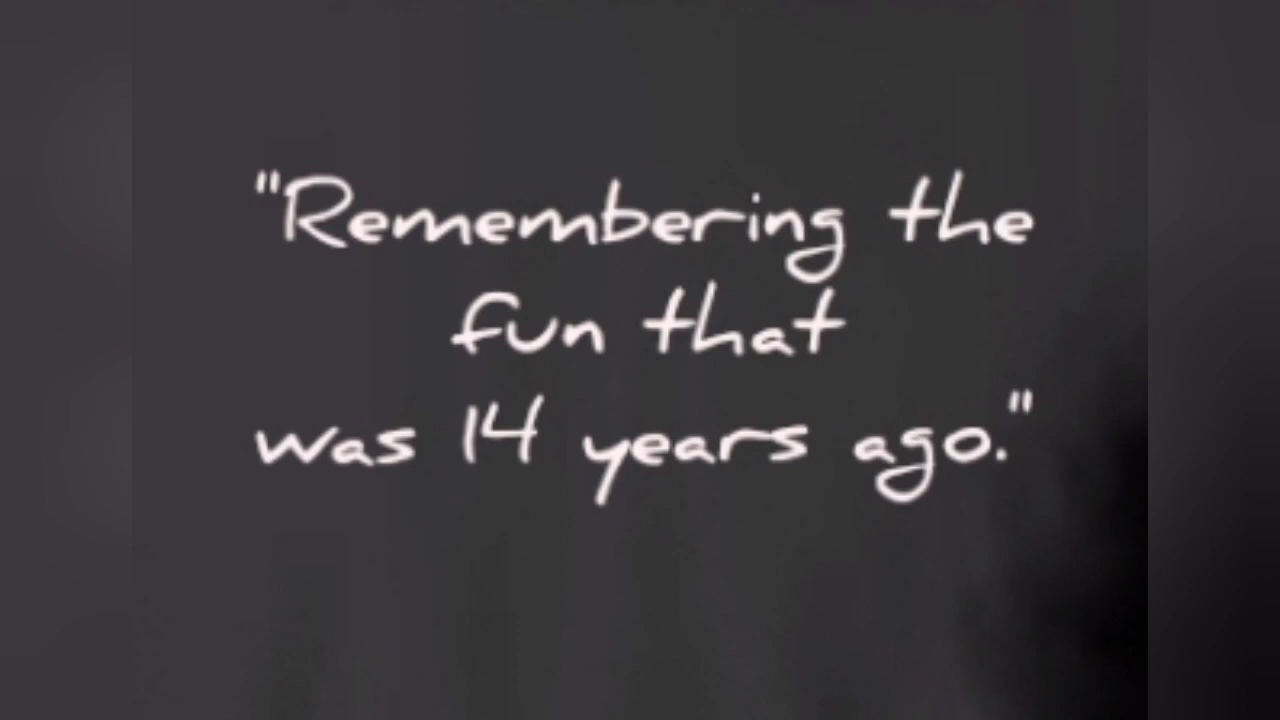 "Remembering the
fun that
was 14 years ago."